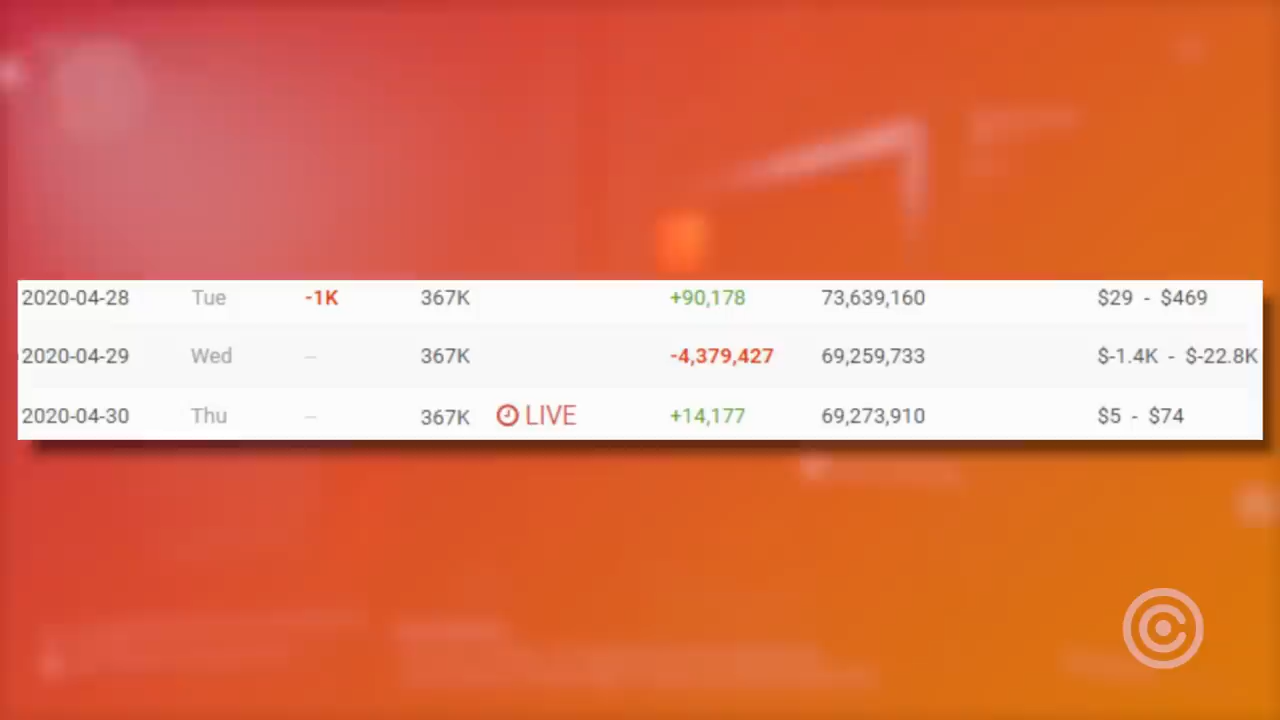 2020-04-28 Tue -1K 367K +90,178 73,639,160 $29 - $469
2020-04-29 Wed – 367K -4,379,427 69,259,733 $-1.4K - $-22.8K
2020-04-30 Thu – 367K LIVE +14,177 69,273,910 $5 - $74